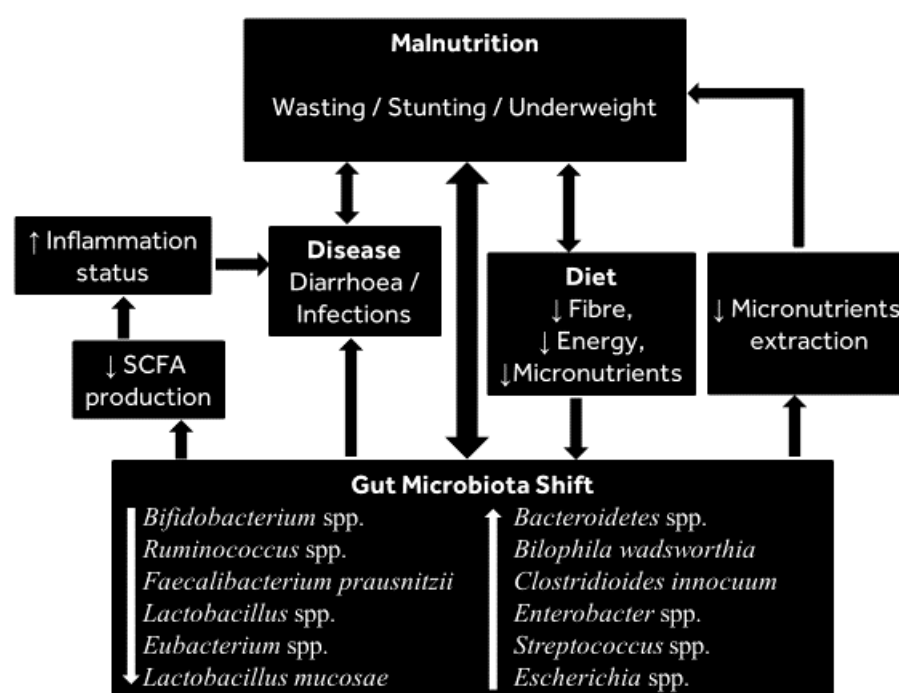 Malnutrition
Wasting / Stunting / Underweight
↑ Inflammation
status
↓ SCFA
production
Disease
Diarrhoea /
Infections
Diet
↓ Fibre,
↓ Energy,
↓Micronutrients
↓ Micronutrients
extraction
Gut Microbiota Shift
Bifidobacterium spp.
Ruminococcus spp.
Faecalibacterium prausnitzii
Lactobacillus spp.
Eubacterium spp.
Lactobacillus mucosae
Bacteroidetes spp.
Bilophila wadsworthia
Clostridioides innocuum
Enterobacter spp.
Streptococcus spp.
Escherichia spp.